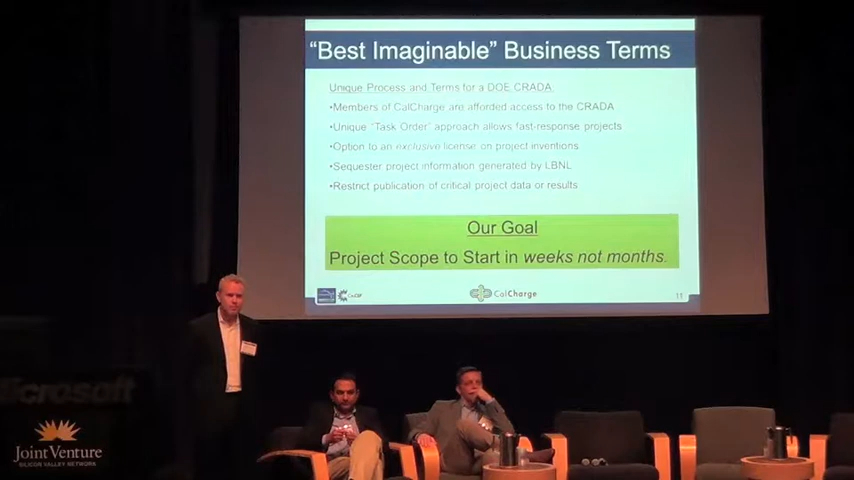 "Best Imaginable" Business Terms
Unique Process and Terms for a DOE CRADA
•Members of CalCharge are afforded access to the CRADA
•Unique "Task Order" approach allows fast-response projects
•Option to an exclusive license on project inventions
•Sequester project information generated by LBNL
•Restrict publication of critical project data or results
Our Goal
Project Scope to Start in weeks not months.
CalCharge
11
Microsoft
Joint Venture
SILICON VALLEY NETWORK